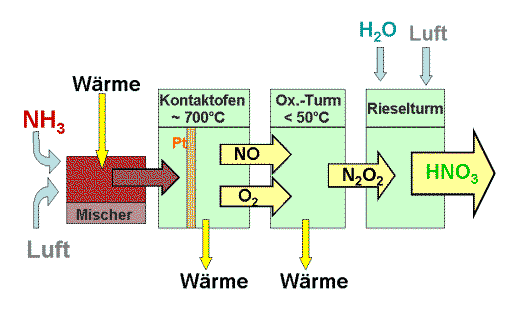 H₂O
Luft
Wärme
Kontaktofen
~ 700°C
Ox.-Turm
< 50°C
Rieselturm
NH₃
Pt
NO
O₂
N₂O₂
HNO₃
Mischer
Luft
Wärme
Wärme